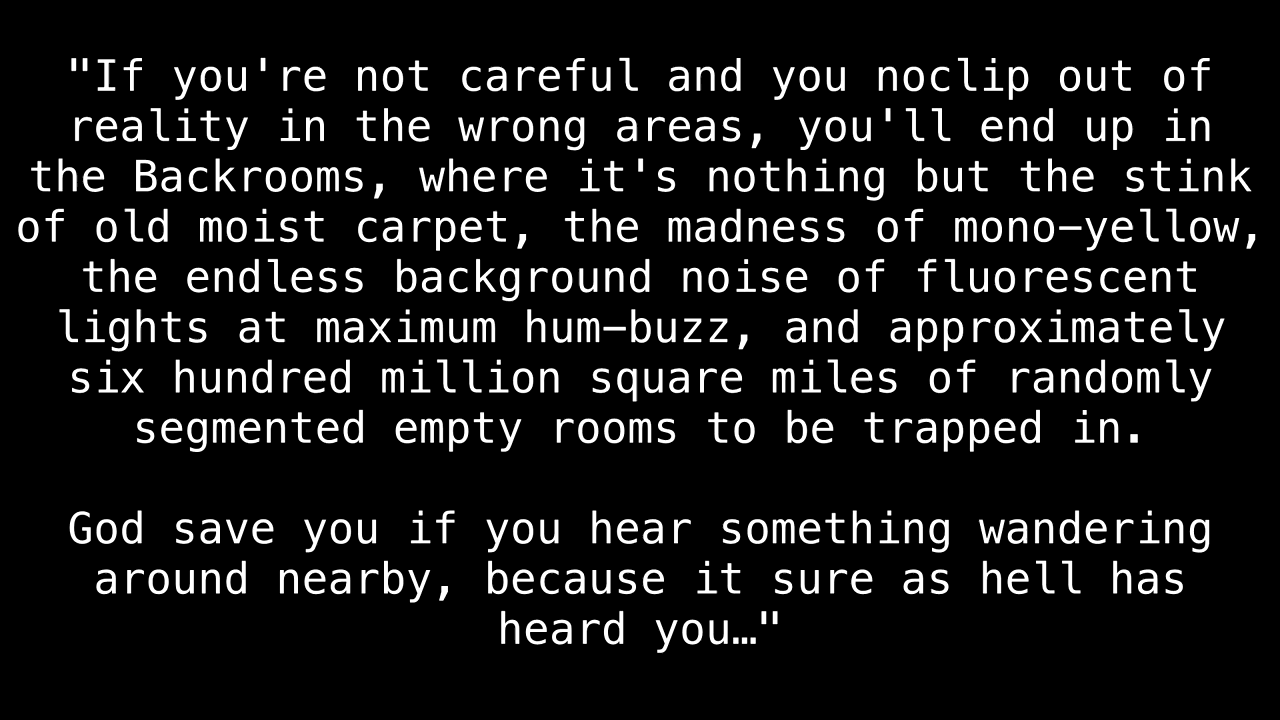 "If you're not careful and you noclip out of
reality in the wrong areas, you'll end up in
the Backrooms, where it's nothing but the stink
of old moist carpet, the madness of mono-yellow,
the endless background noise of fluorescent
lights at maximum hum-buzz, and approximately
six hundred million square miles of randomly
segmented empty rooms to be trapped in.
God save you if you hear something wandering
around nearby, because it sure as hell has
heard you…"